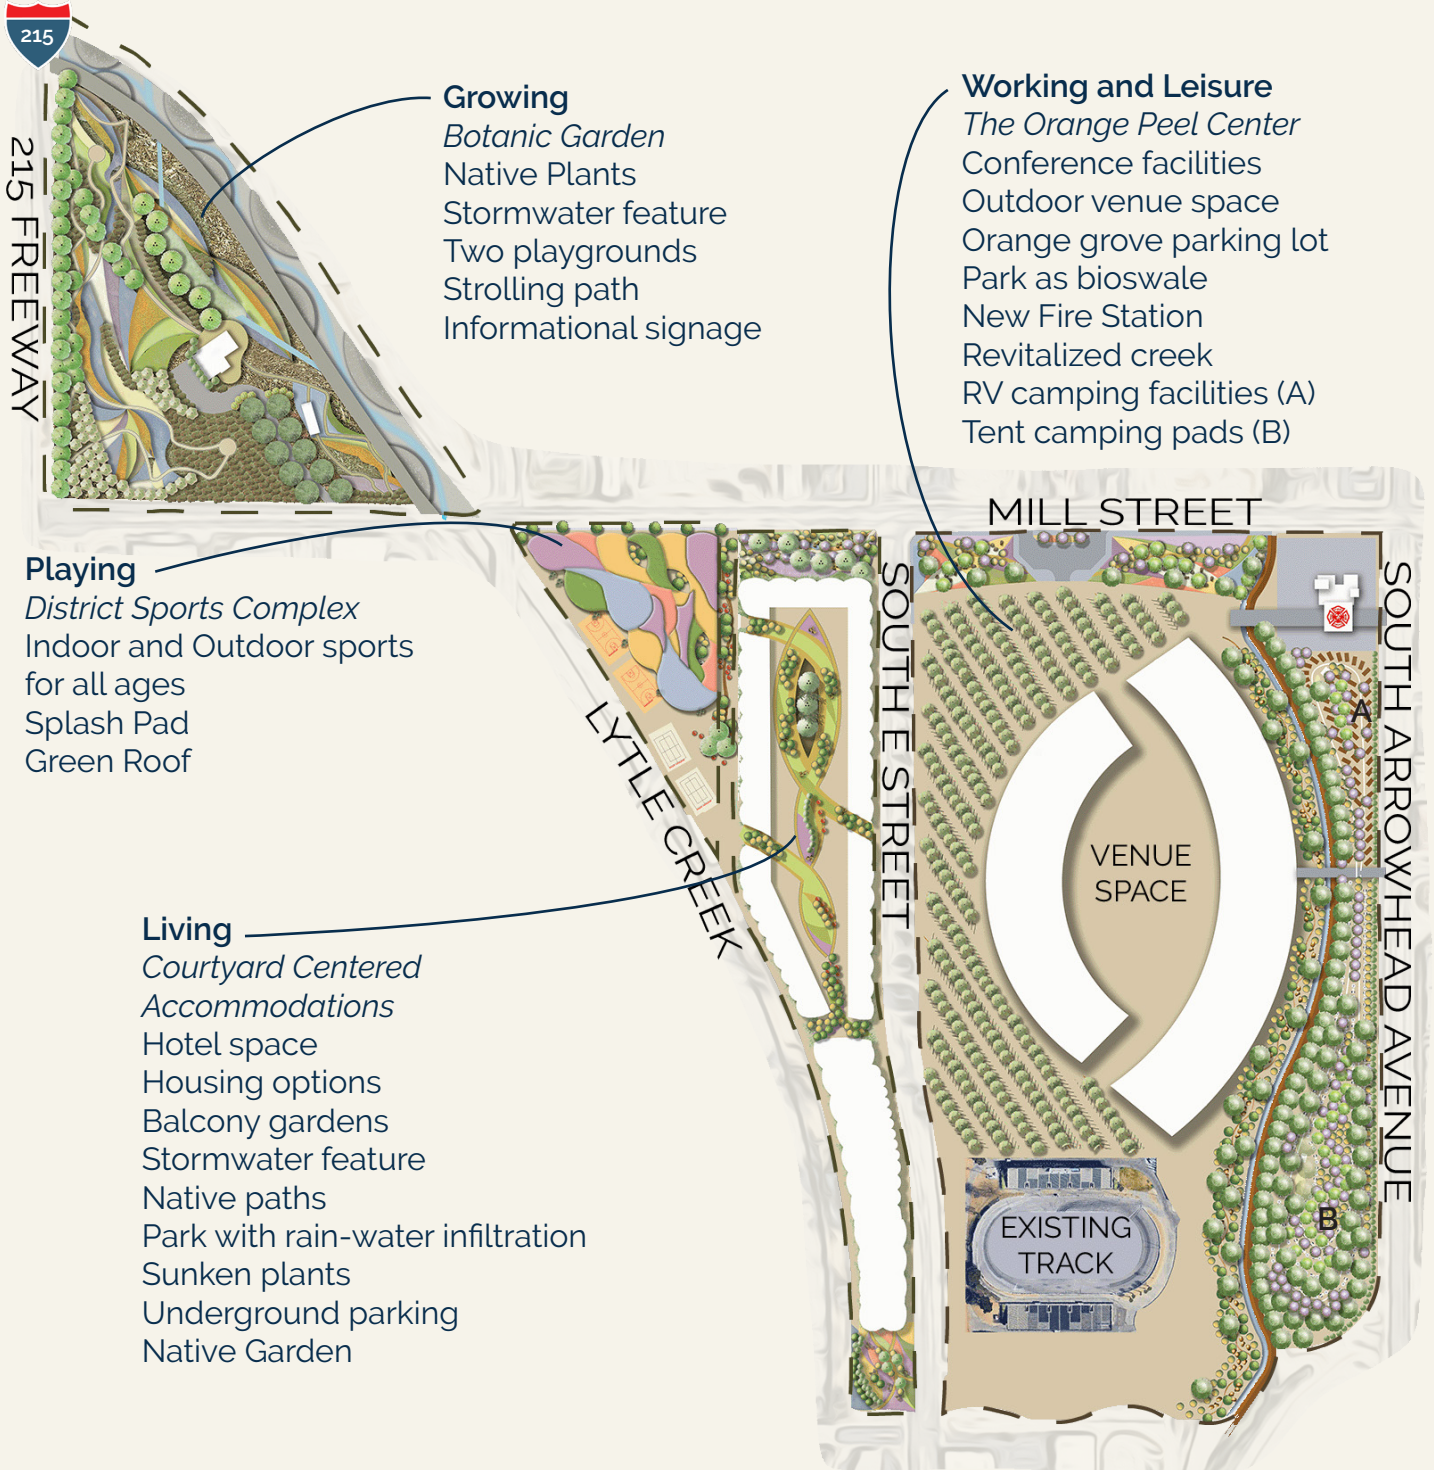 215
215 FREEWAY
Growing
Botanic Garden
Native Plants
Stormwater feature
Two playgrounds
Strolling path
Informational signage
Working and Leisure
The Orange Peel Center
Conference facilities
Outdoor venue space
Orange grove parking lot
Park as bioswale
New Fire Station
Revitalized creek
RV camping facilities (A)
Tent camping pads (B)
MILL STREET
Playing
District Sports Complex
Indoor and Outdoor sports
for all ages
Splash Pad
Green Roof
LYTLE CREEK
SOUTH E STREET
SOUTH ARROWHEAD AVENUE
A
VENUE
SPACE
Living
Courtyard Centered
Accommodations
Hotel space
Housing options
Balcony gardens
Stormwater feature
Native paths
Park with rain-water infiltration
Sunken plants
Underground parking
Native Garden
EXISTING
TRACK
B